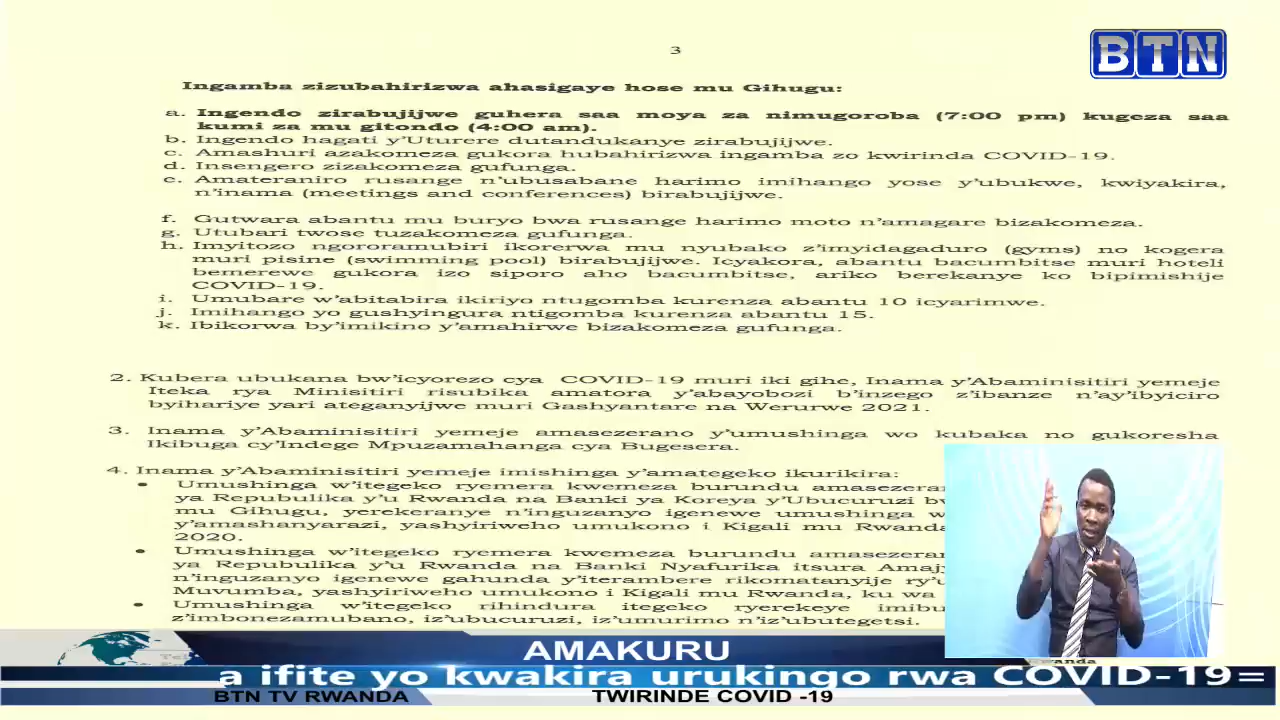 3
BTN
Ingamba zizubahirizwa ahasigaye hose mu Gihugu:
a. Ingendo zirabujijwe guhera saa moya za nimugoroba (7:00 pm) kugeza saa
kumi za mu gitondo (4:00 am).
b. Ingendo hagati y'Uturere dutandukanye zirabujijwe.
c. Amashuri azakomeza gukora hubahirizwa ingamba zo kwirinda COVID-19.
d. Insengero zizakomeza gufunga.
e. Amateraniro rusange n'ubusabane harimo imihango yose y'ubukwe, kwiyakira,
n'inama (meetings and conferences) birabujijwe.
f. Gutwara abantu mu buryo bwa rusange harimo moto n'amagare bizakomeza.
g. Utubari twose tuzakomeza gufunga.
h. Imyitozo ngororamubiri ikorerwa mu nyubako z'imyidagaduro (gyms) no kogera
muri pisine (swimming pool) birabujijwe. Icyakora, abantu bacumbitse muri hoteli
bemerewe gukora izo siporo aho bacumbitse, ariko berekanye ko bipimishije
COVID-19.
i. Umubare w'abitabira ikiriyo ntugomba kurenza abantu 10 icyarimwe.
j. Imihango yo gushyingura ntigomba kurenza abantu 15.
k. Ibikorwa by'imikino y'amahirwe bizakomeza gufunga.
2. Kubera ubukana bw'icyorezo cya COVID-19 muri iki gihe, Inama y'Abaminisitiri yemeje
Iteka rya Minisitiri risubika amatora y'abayobozi b'inzego z'ibanze n'ay'ibyiciro
byihariye yari ateganyijwe muri Gashyantare na Werurwe 2021.
3. Inama y'Abaminisitiri yemeje amasezerano y'umushinga wo kubaka no gukoresha
Ikibuga cy'Indege Mpuzamahanga cya Bugesera.
4. Inama y'Abaminisitiri yemeje imishinga y'amategeko ikurikira:
• Umushinga w'itegeko ryemera kwemeza burundu amasezeran
ya Repubulika y'u Rwanda na Banki ya Koreya y'Ubucuruzi bw
mu Gihugu, yerekeranye n'inguzanyo igenewe umushinga w
y'amashanyarazi, yashyiriweho umukono i Kigali mu Rwanda
2020.
• Umushinga w'itegeko ryemera kwemeza burundu amasezeran
ya Repubulika y'u Rwanda na Banki Nyafurika itsura Amaj
n'inguzanyo igenewe gahunda y'iterambere rikomatanyije ry'u
Muvumba, yashyiriweho umukono i Kigali mu Rwanda, ku wa
• Umushinga w'itegeko rihindura itegeko ryerekeye imibu
z'imbonezamubano, iz'ubucuruzi, iz'umurimo n'iz'ubutegetsi.
AMAKURU
a ifite yo kwakira urukingo rwa COVID-19=
BTN TV RWANDA TWIRINDE COVID -19